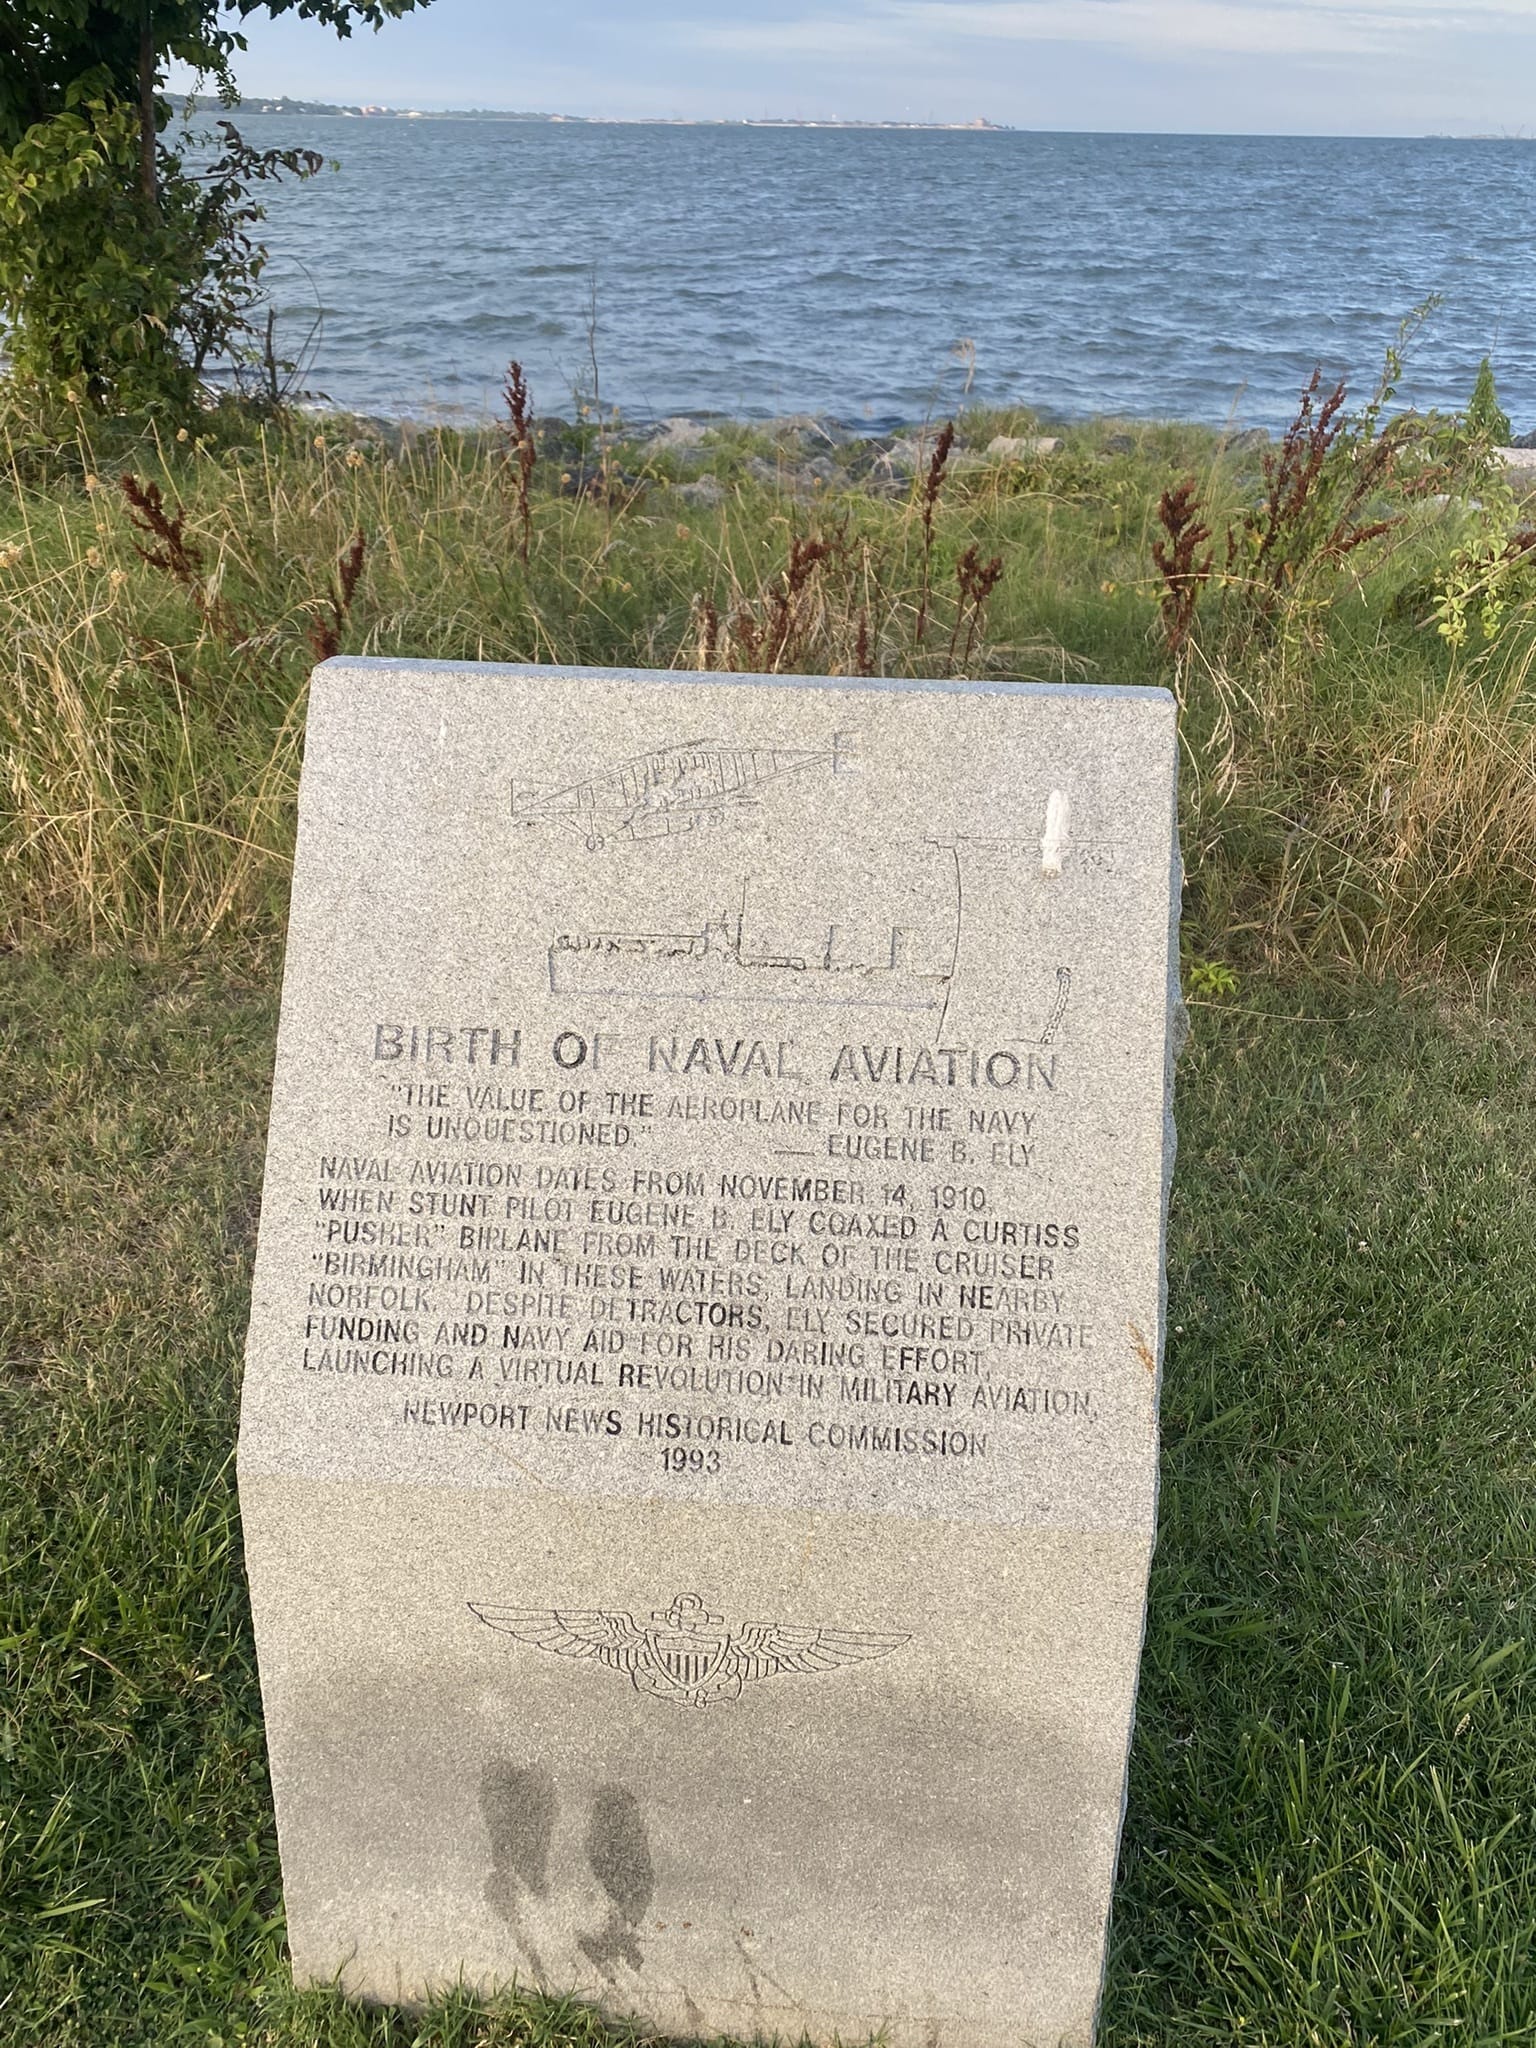 BIRTH OF NAVAL AVIATION
"THE VALUE OF THE AEROPLANE FOR THE NAVY
IS UNQUESTIONED."
— EUGENE B. ELY
NAVAL AVIATION DATES FROM NOVEMBER 14, 1910,
WHEN STUNT PILOT EUGENE B. ELY COAXED A CURTISS
"PUSHER" BIPLANE FROM THE DECK OF THE CRUISER
"BIRMINGHAM" IN THESE WATERS, LANDING IN NEARBY
NORFOLK. DESPITE DETRACTORS, ELY SECURED PRIVATE
FUNDING AND NAVY AID FOR HIS DARING EFFORT,
LAUNCHING A VIRTUAL REVOLUTION IN MILITARY AVIATION.
NEWPORT NEWS HISTORICAL COMMISSION
1993